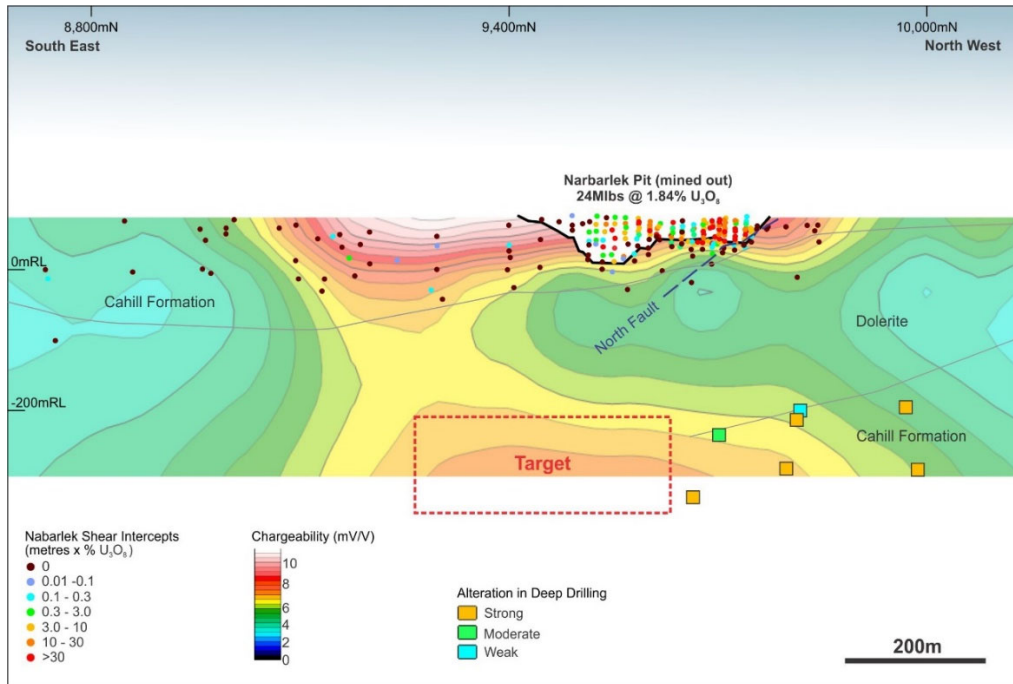 8,800mN
9,400mN
10,000mN
South East
North West
Narbarlek Pit (mined out)
24Mlbs @ 1.84% U₃O₈
0mRL
Cahill Formation
North Fault
Dolerite
-200mRL
Cahill Formation
Target
Nabarlek Shear Intercepts
(metres x % U₃O₈)
0
0.01 -0.1
0.1 - 0.3
0.3 - 3.0
3.0 - 10
10 - 30
>30
Chargeability (mV/V)
10
8
6
4
2
0
Alteration in Deep Drilling
Strong
Moderate
Weak
200m